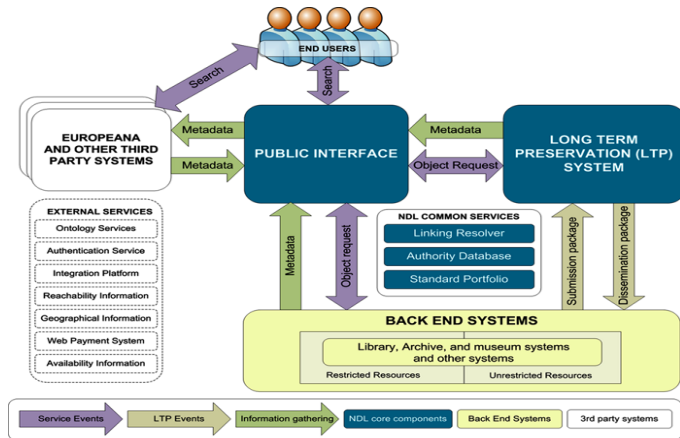 END USERS
Search
Search
EUROPEANA
AND OTHER THIRD
PARTY SYSTEMS
Metadata
Metadata
PUBLIC INTERFACE
Metadata
Object Request
LONG TERM
PRESERVATION (LTP)
SYSTEM
EXTERNAL SERVICES
Ontology Services
Authentication Service
Integration Platform
Reachability Information
Geographical Information
Web Payment System
Availability Information
Metadata
Object request
NDL COMMON SERVICES
Linking Resolver
Authority Database
Standard Portfolio
Submission package
Dissemination package
BACK END SYSTEMS
Library, Archive, and museum systems
and other systems
Restricted Resources
Unrestricted Resources
Service Events
LTP Events
Information gathering
NDL core components
Back End Systems
3rd party systems